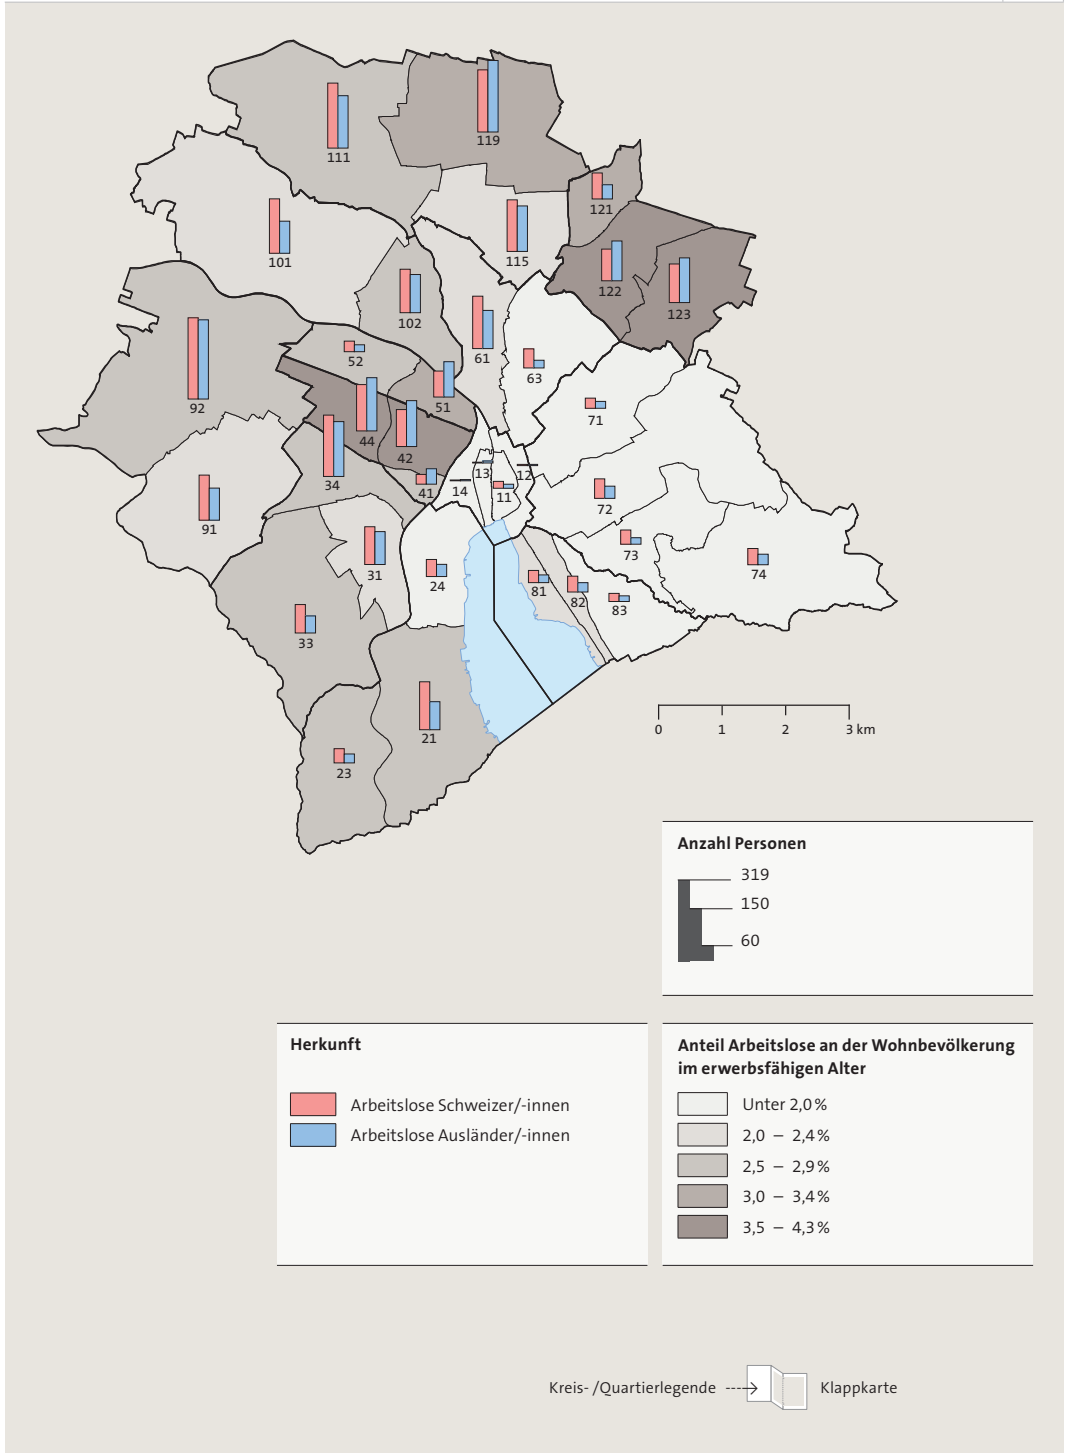 119
111
121
115
101
122
123
102
61
52
63
92
51
71
44
42
34
13
12
41
14
11
72
91
73
31
74
24
81
82
83
33
21
23
0 1 2 3 km
Anzahl Personen
319
150
60
Herkunft
Arbeitslose Schweizer/-innen
Arbeitslose Ausländer/-innen
Anteil Arbeitslose an der Wohnbevölkerung
im erwerbsfähigen Alter
Unter 2,0 %
2,0 – 2,4 %
2,5 – 2,9 %
3,0 – 3,4 %
3,5 – 4,3 %
Kreis- /Quartierlegende
Klappkarte